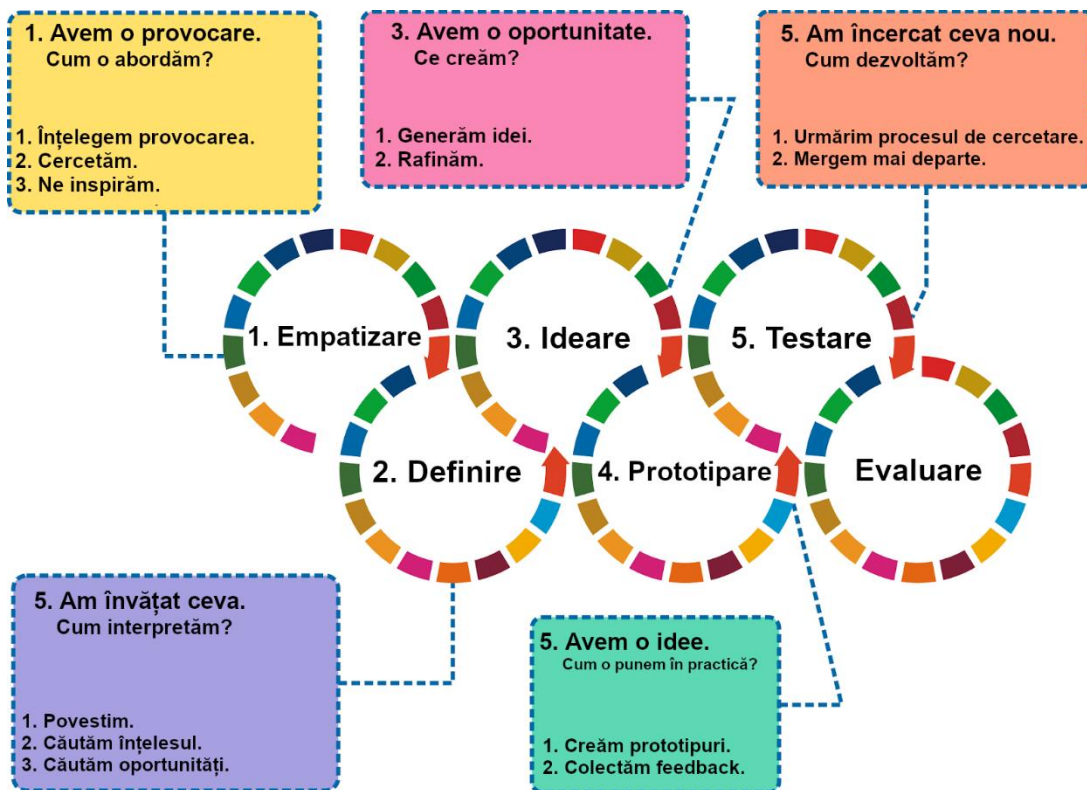 1. Avem o provocare.
Cum o abordăm?
1. Înțelegem provocarea.
2. Cercetăm.
3. Ne inspirăm.
3. Avem o oportunitate.
Ce creăm?
1. Generăm idei.
2. Rafinăm.
5. Am încercat ceva nou.
Cum dezvoltăm?
1. Urmărim procesul de cercetare.
2. Mergem mai departe.
1. Empatizare
3. Ideare
5. Testare
2. Definire
4. Prototipare
Evaluare
5. Am învățat ceva.
Cum interpretăm?
1. Povestim.
2. Căutăm înțelesul.
3. Căutăm oportunități.
5. Avem o idee.
Cum o punem în practică?
1. Creăm prototipuri.
2. Colectăm feedback.